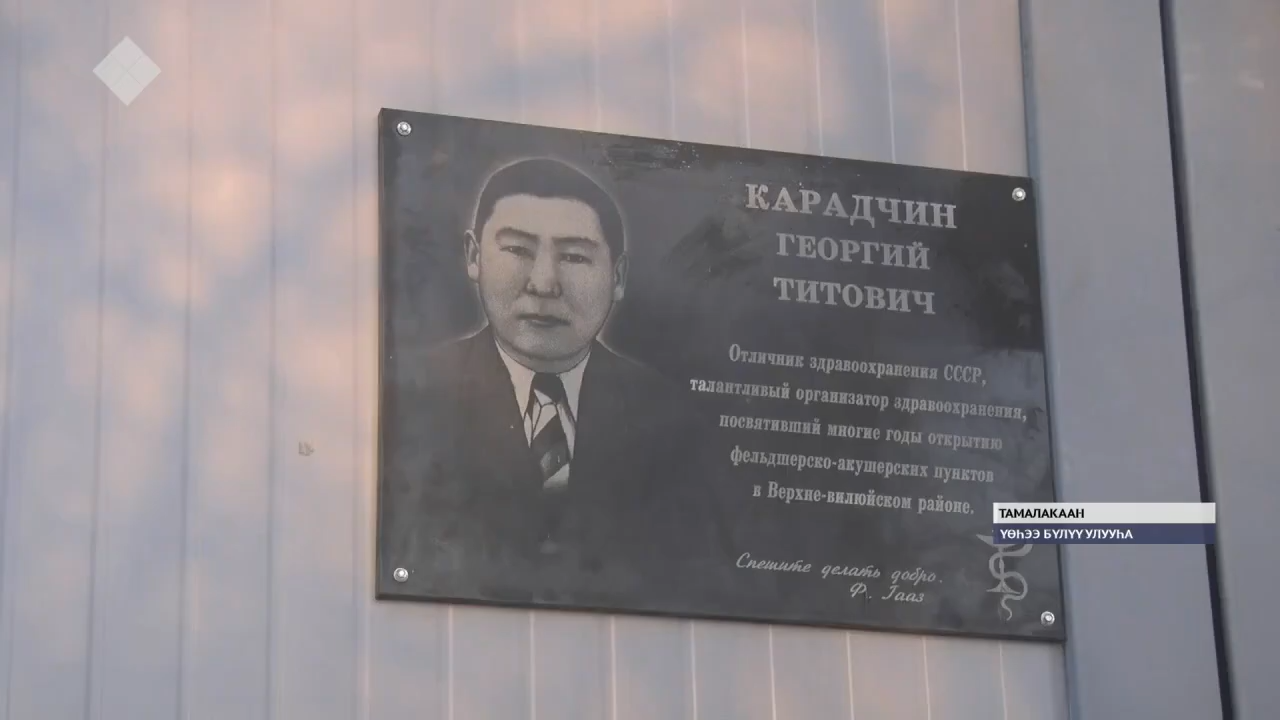 КАРАДЧИН
ГЕОРГИЙ
ТИТОВИЧ
Отличник здравоохранения СССР,
талантливый организатор здравоохранения,
посвятивший многие годы открытию
фельдшерско-акушерских пунктов
в Верхне-вилюйском районе.
Спешите делать добро.
Ф. Гааз
ТАМАЛАКААН
ҮӨҺЭЭ БҮЛҮҮ УЛУУҺА